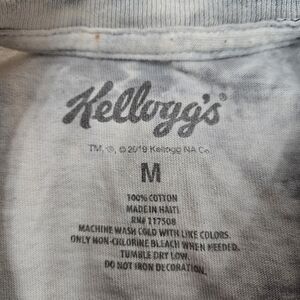 Kellogg's®
TM, ®, © 2019 Kellogg NA Co.
M
100% COTTON
MADE IN HAITI
RN# 117508
MACHINE WASH COLD WITH LIKE COLORS.
ONLY NON-CHLORINE BLEACH WHEN NEEDED.
TUMBLE DRY LOW.
DO NOT IRON DECORATION.